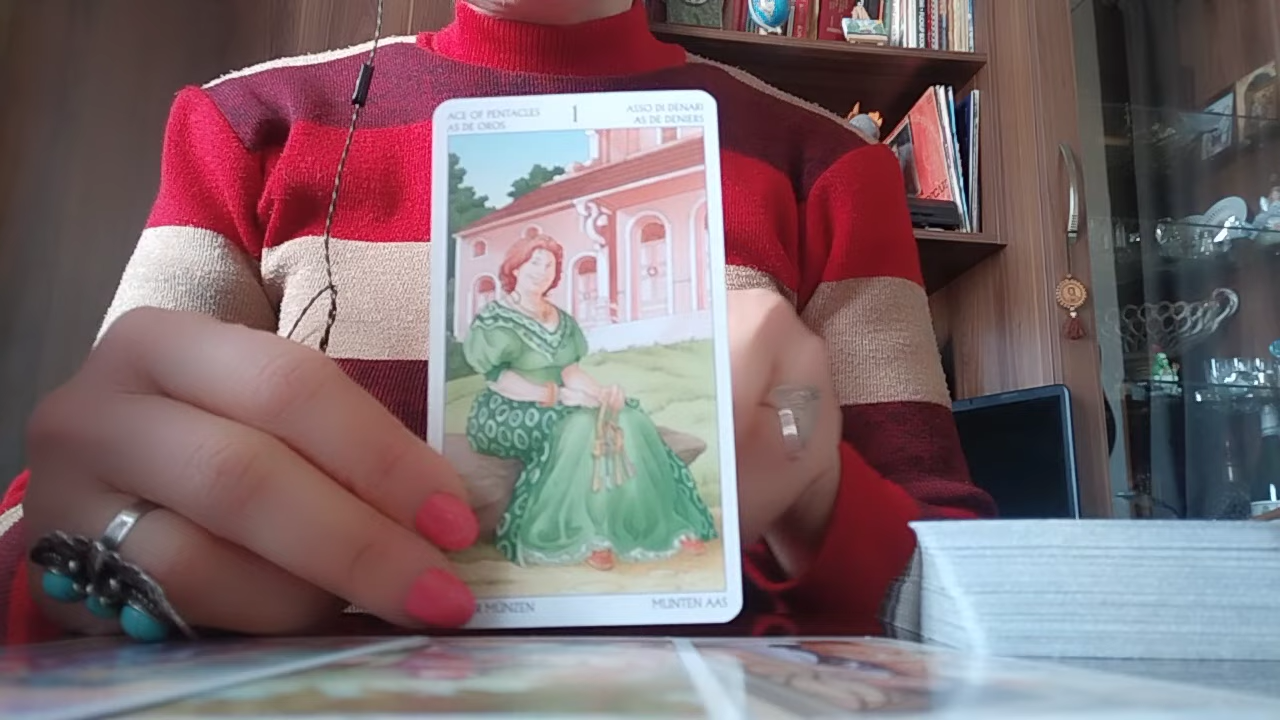 ACE OF PENTACLES
AS DE OROS
1
ASSO DI DENARI
AS DE DENIERS
MÜNZEN
MUNTEN AAS